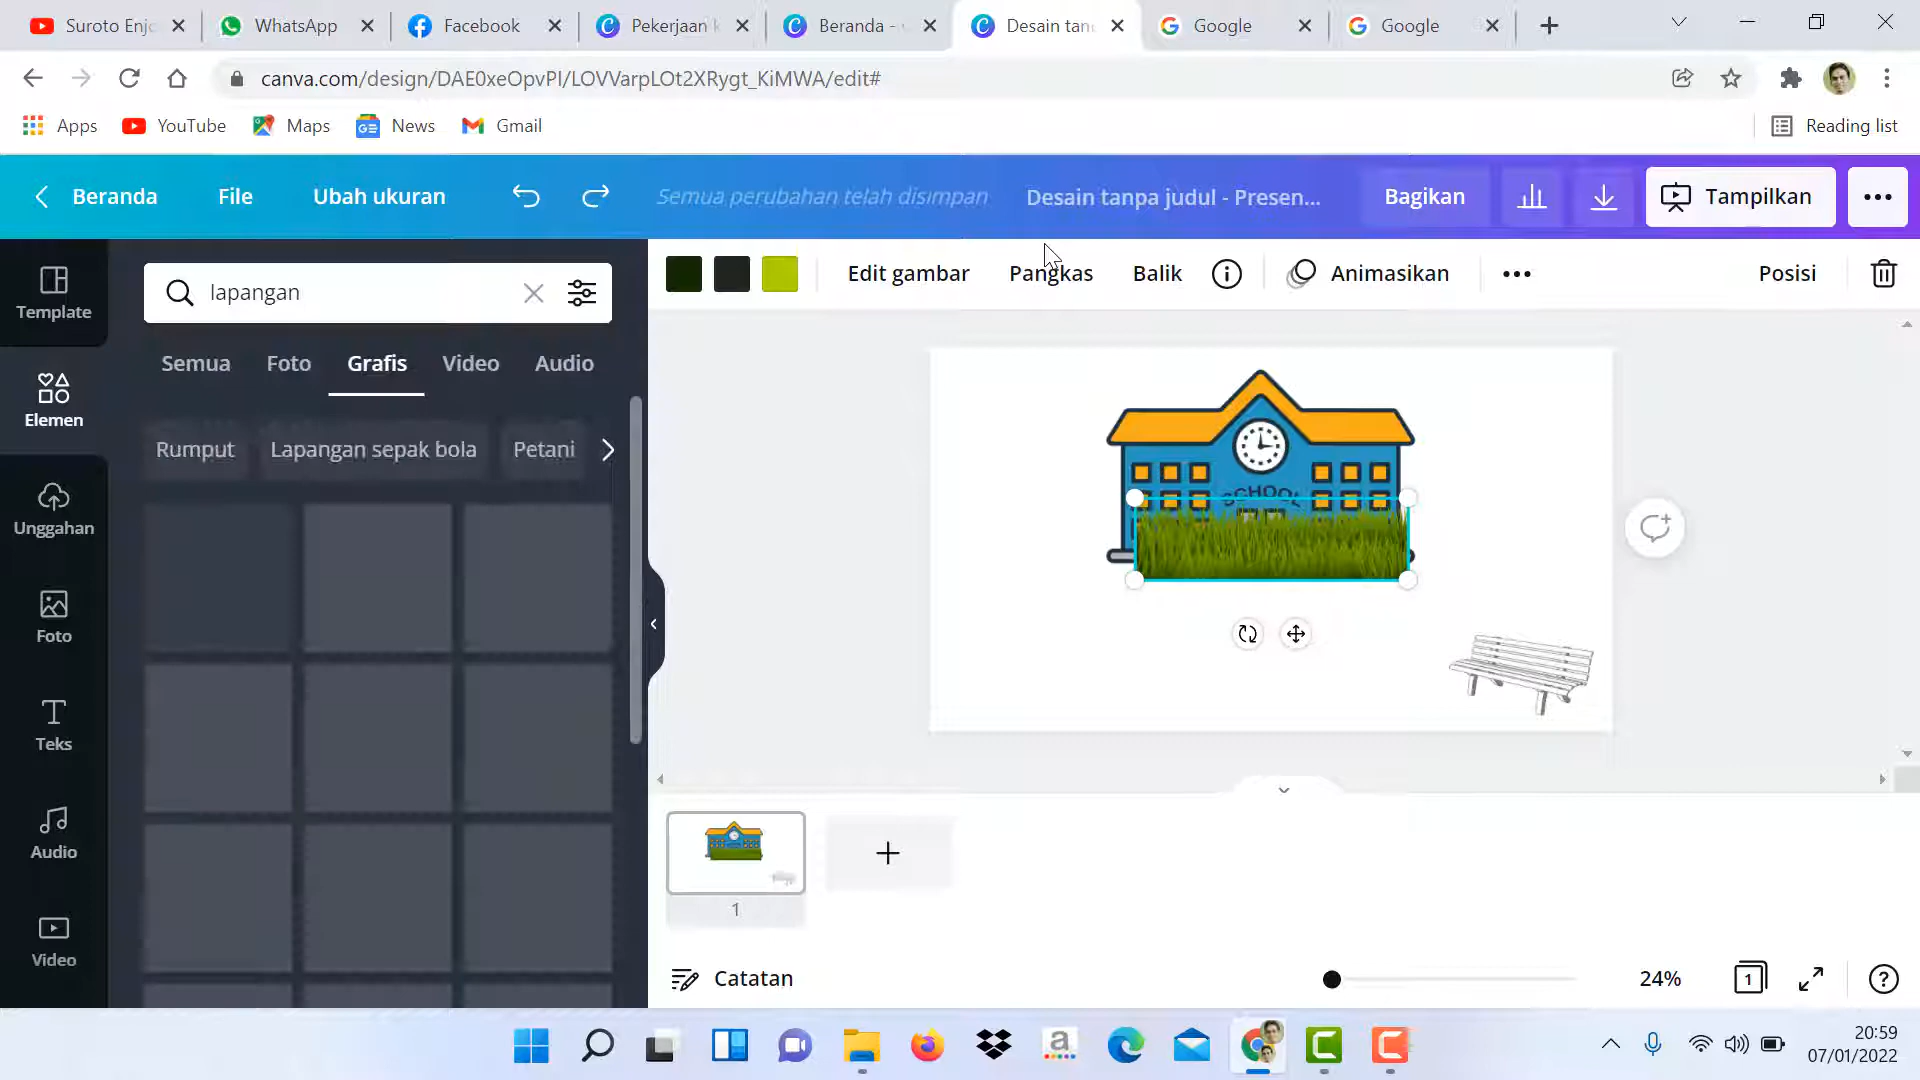 Suroto Enjo
WhatsApp
Facebook
Pekerjaan k
Beranda -
Desain tan
Google
Google
canva.com/design/DAE0xeOpvPI/LOVVarpLOt2XRygt_KiMWA/edit#
Apps
YouTube
Maps
News
Gmail
Reading list
Beranda
File
Ubah ukuran
Semua perubahan telah disimpan
Desain tanpa judul - Presen...
Bagikan
Tampilkan
Template
Elemen
Unggahan
Foto
Teks
Audio
Video
lapangan
Semua
Foto
Grafis
Video
Audio
Rumput
Lapangan sepak bola
Petani
Edit gambar
Pangkas
Balik
Animasikan
Posisi
SCHOOL
1
Catatan
24%
1
20:59
07/01/2022